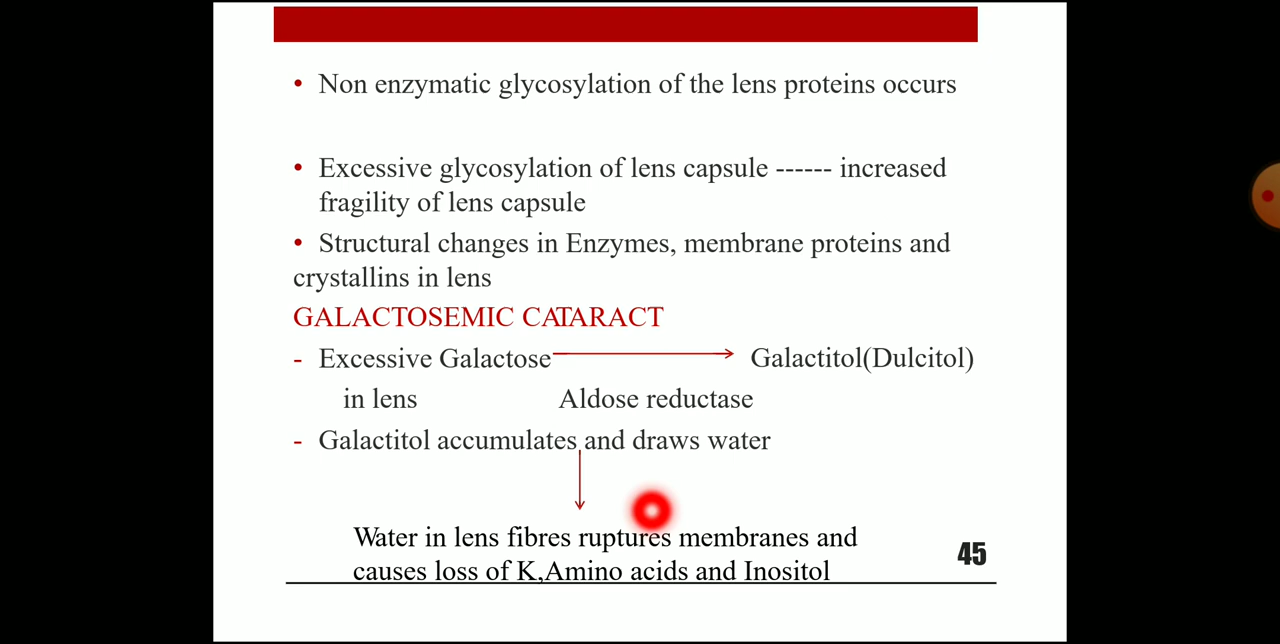 • Non enzymatic glycosylation of the lens proteins occurs
• Excessive glycosylation of lens capsule ------ increased
fragility of lens capsule
• Structural changes in Enzymes, membrane proteins and
crystallins in lens
GALACTOSEMIC CATARACT
- Excessive Galactose Galactitol(Dulcitol)
in lens Aldose reductase
- Galactitol accumulates and draws water
Water in lens fibres ruptures membranes and
causes loss of K,Amino acids and Inositol
45